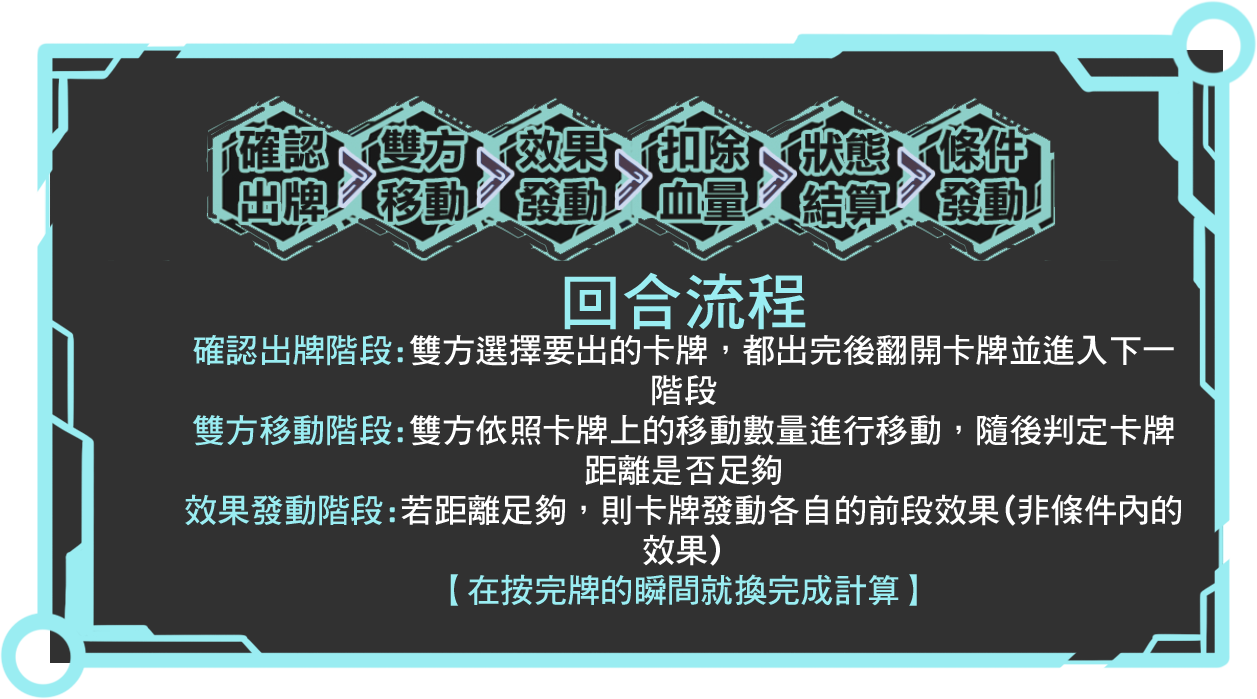 確認 雙方 效果 扣除 狀態 條件
出牌 移動 發動 血量 結算 發動
回合流程
確認出牌階段:雙方選擇要出的卡牌，都出完後翻開卡牌並進入下一
階段
雙方移動階段:雙方依照卡牌上的移動數量進行移動，隨後判定卡牌
距離是否足夠
效果發動階段:若距離足夠，則卡牌發動各自的前段效果(非條件內的
效果)
【在按完牌的瞬間就換完成計算】